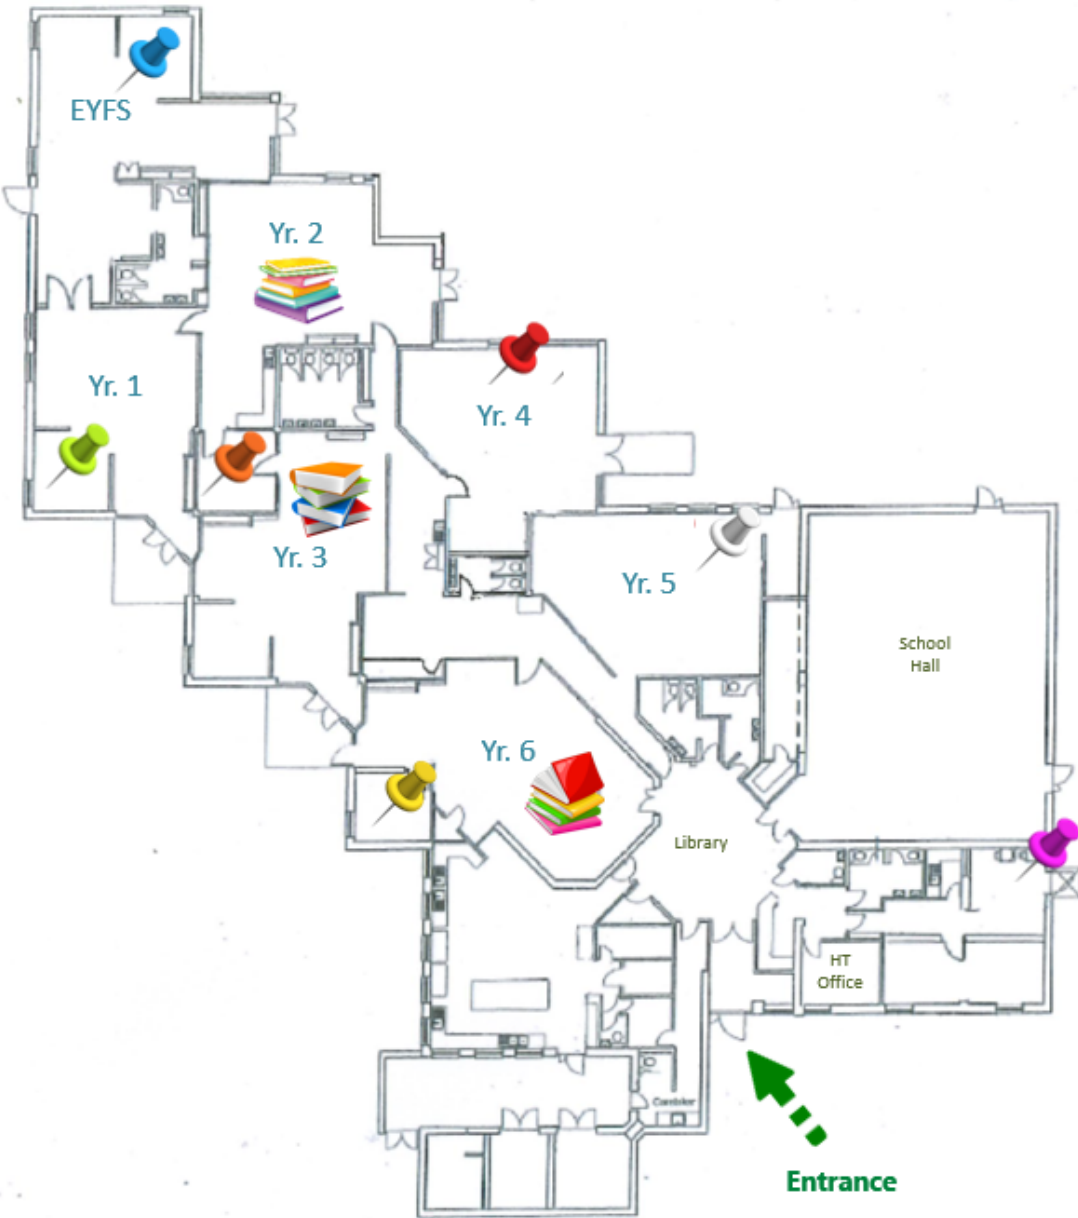 EYFS
Yr. 2
Yr. 1
Yr. 4
Yr. 3
Yr. 5
School
Hall
Yr. 6
Library
HT
Office
Entrance